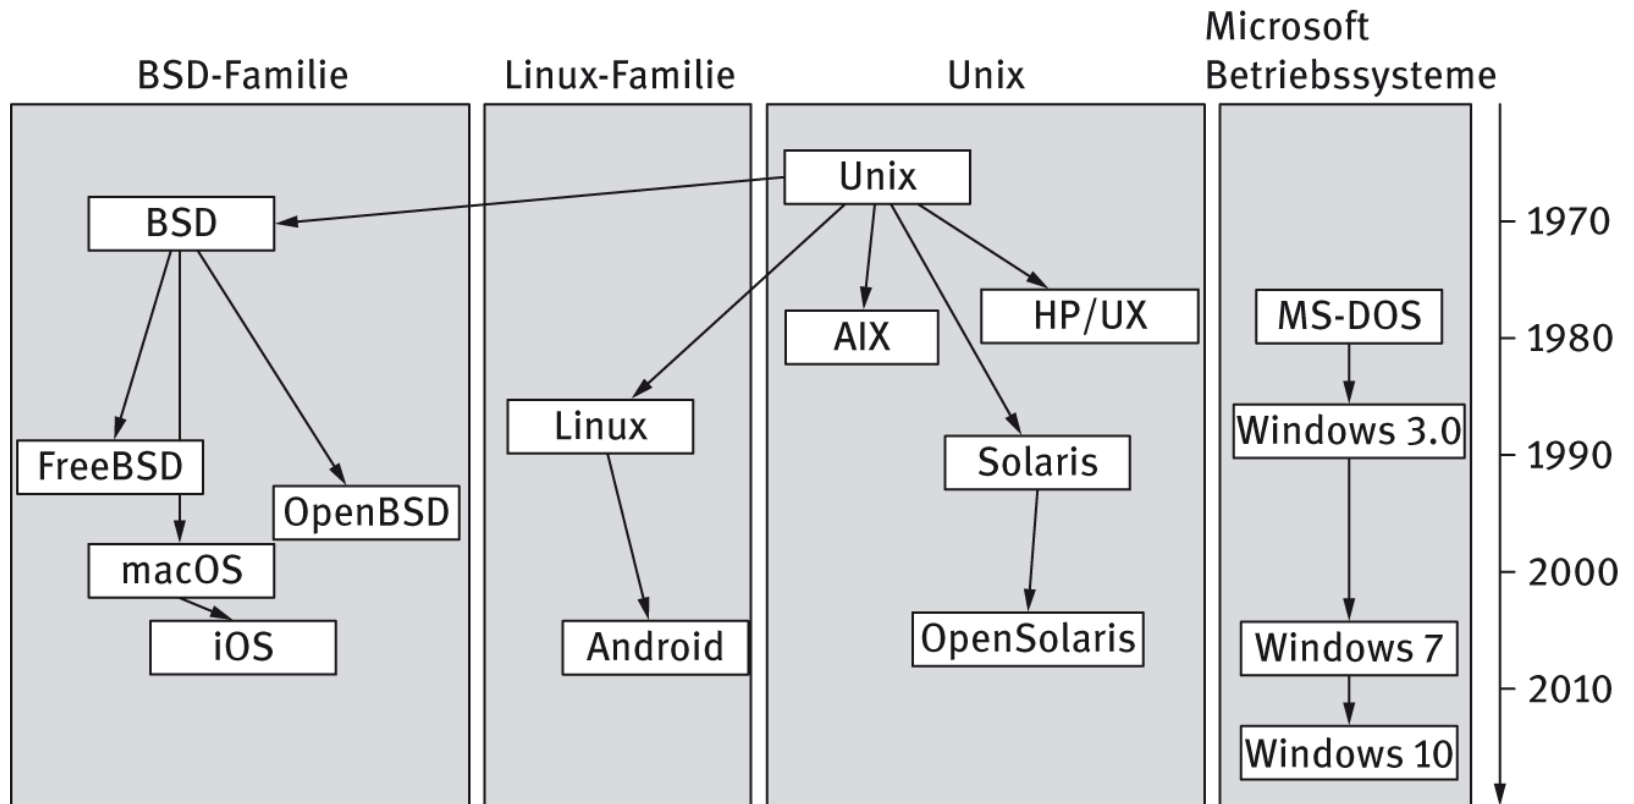 BSD-Familie
Linux-Familie
Unix
Microsoft
Betriebssysteme
BSD
FreeBSD
OpenBSD
macOS
iOS
Linux
Android
Unix
AIX
HP/UX
Solaris
OpenSolaris
MS-DOS
Windows 3.0
Windows 7
Windows 10
1970
1980
1990
2000
2010